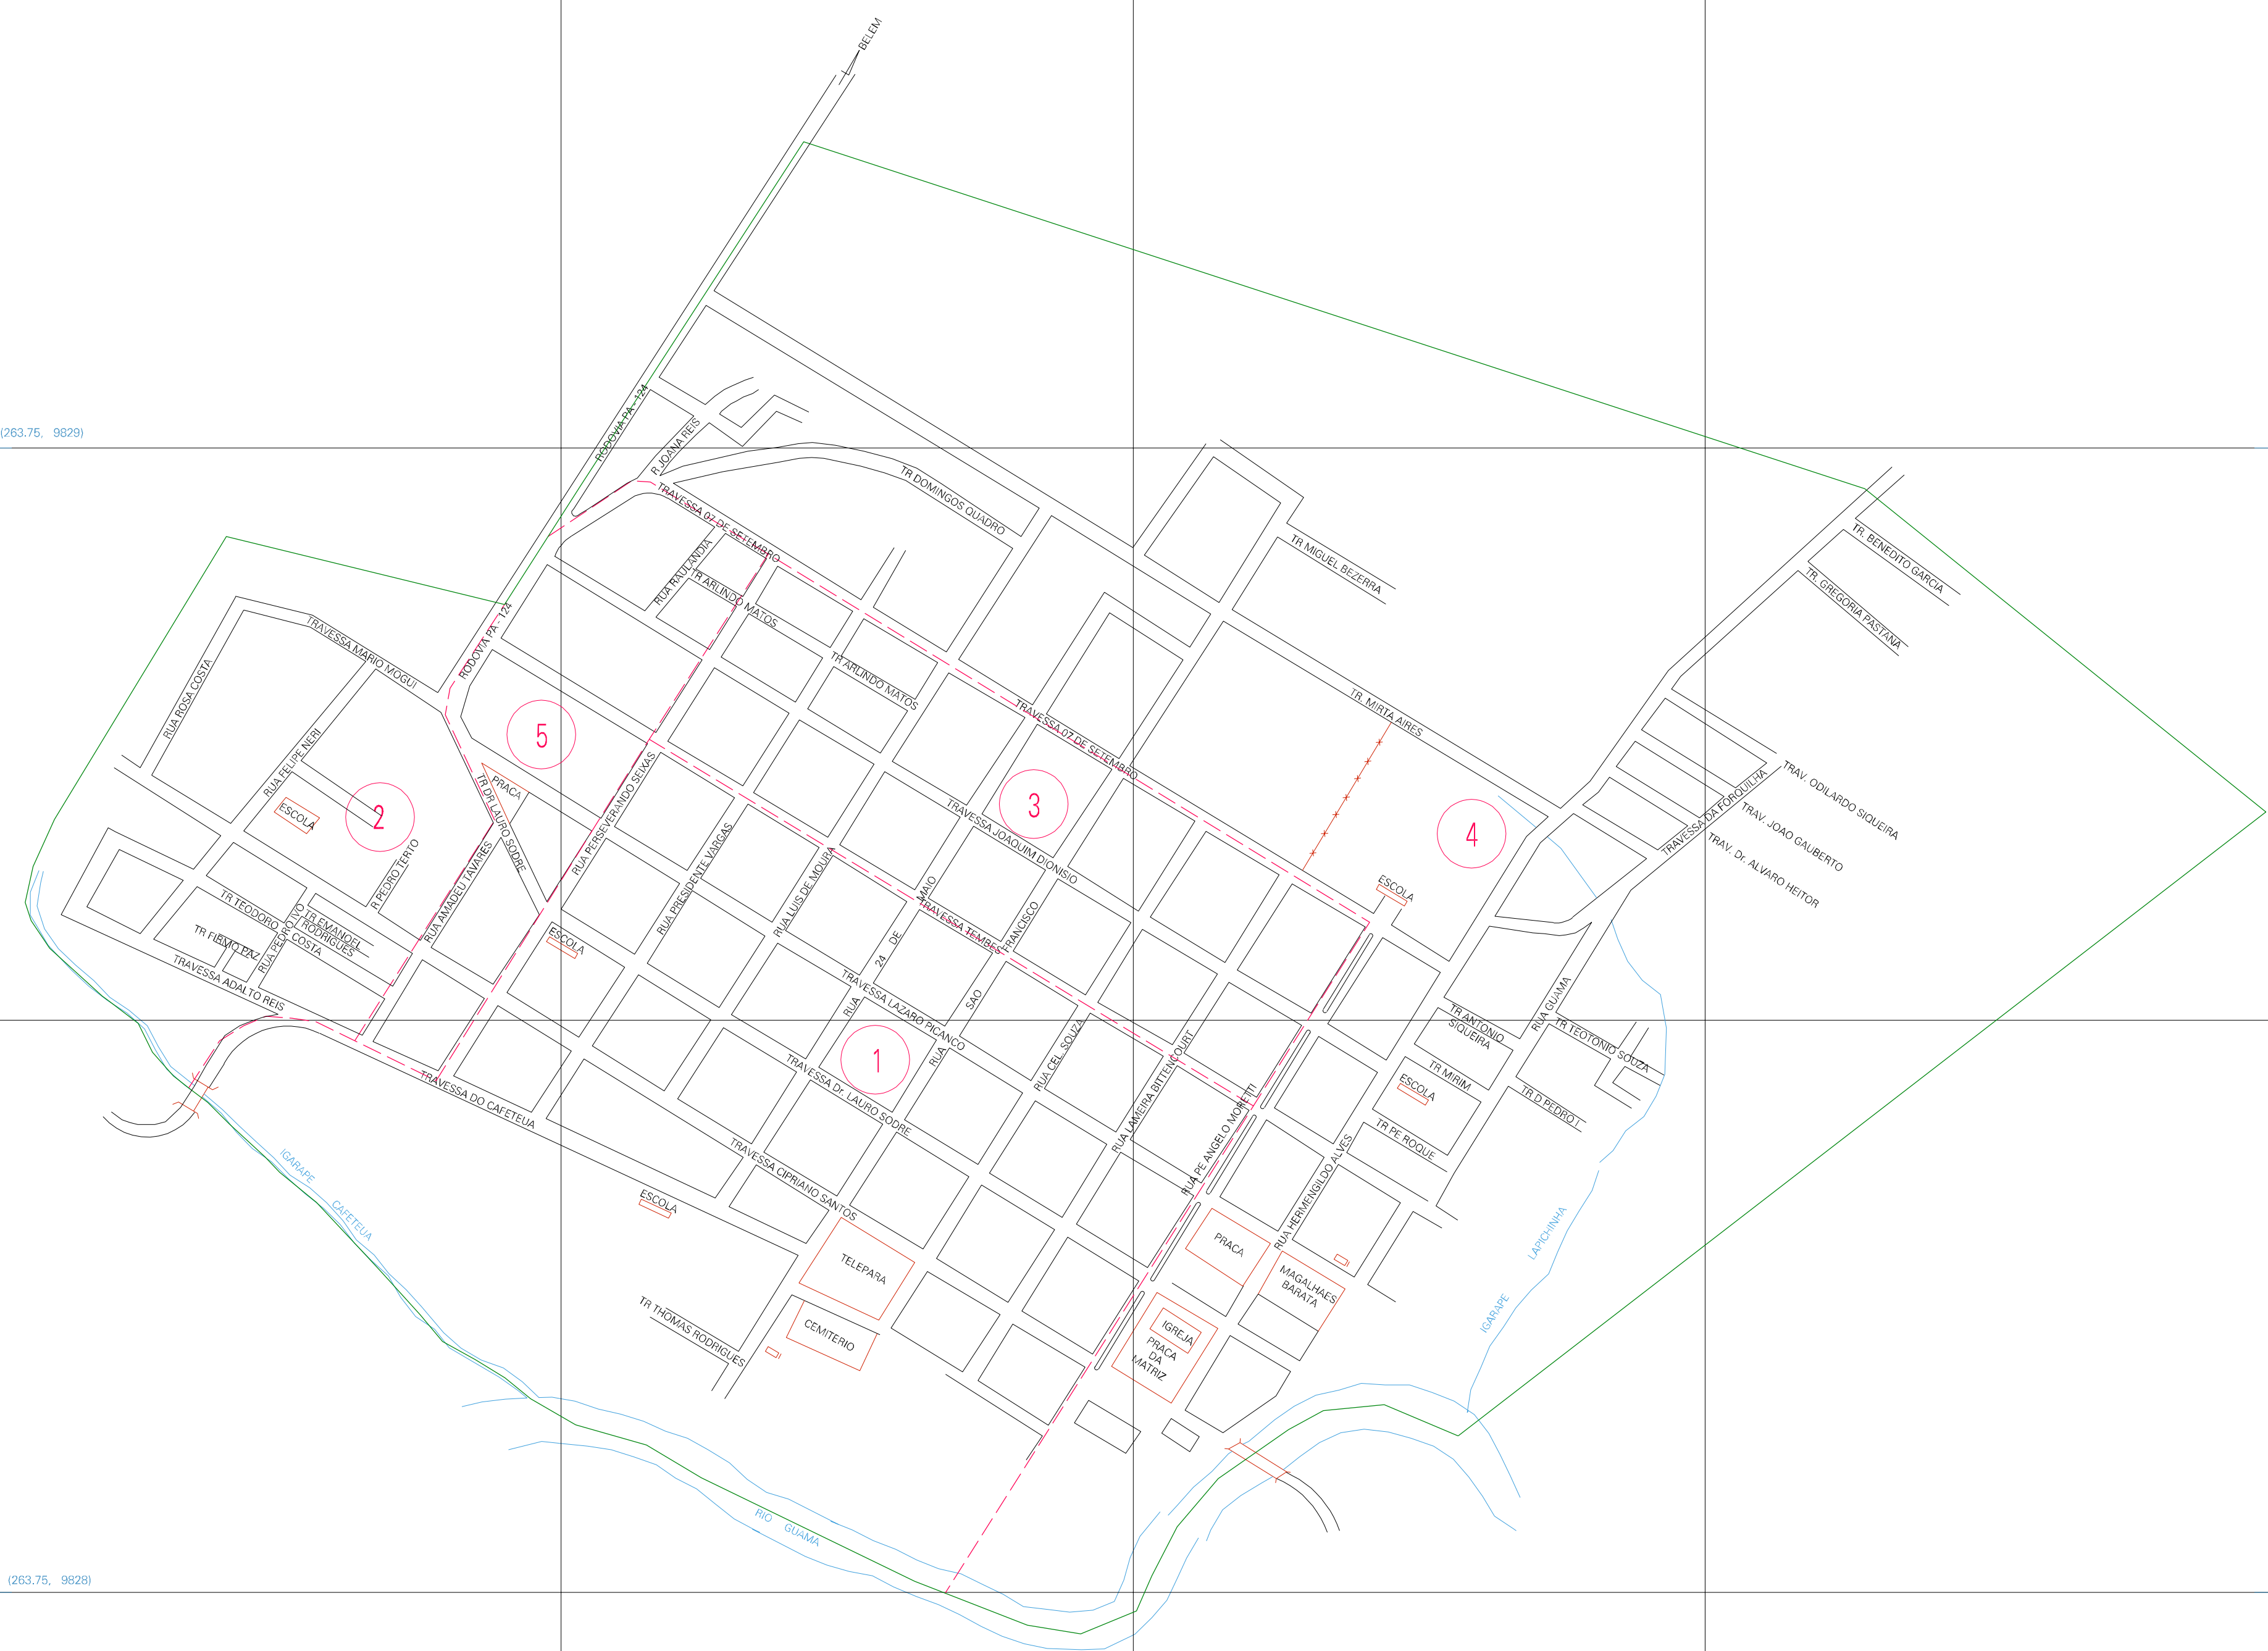 BELEM
(263.75, 9829)
RODOVIA PA - 124
R JOANA REIS
TR DOMINGOS QUADRO
TRAVESSA 07 DE SETEMBRO
RUA TRAULANDIA
TR ARLINDO MATOS
TR ARLINDO MATOS
TR MIGUEL BEZERRA
TR. BENEDITO GARCIA
TR. GREGORIA PASTANA
RODOVIA PA - 124
TRAVESSA MARIO MOGUI
RUA ROSA COSTA
RUA FELIPE NERI
5
TRAVESSA 07 DE SETEMBRO
TR. MIRTA AIRES
TRAV. ODILARDO SIQUEIRA
TRAV. JOAO GAUBERTO
TRAV. Dr. ALVARO HEITOR
TRAVESSA DA FORQUILHA
2
ESCOLA
PRACA
TR DR LAURO SODRE
RUA PERSEVERANDO SEIXAS
3
4
TRAVESSA JOAQUIM DIONISIO
R PEDRO TERTO
RUA AMADEU TAVARES
RUA PRESIDENTE VARGAS
RUA LUIS DE MOURA
RUA 24 DE MAIO
TRAVESSA TEMBES
RUA SAO FRANCISCO
ESCOLA
TR TEODORO COSTA
RUA PEDRO IVO
TR EMANOEL
RODRIGUES
TR FIRMO PAZ
TRAVESSA ADALTO REIS
ESCOLA
TRAVESSA LAZARO PICANCO
1
RUA CEL. SOUZA
RUA LAMEIRA BITTENCOURT
RUA GUAMA
TR ANTONIO
SIQUEIRA
TR TEOTONIO SOUZA
TR MIRIM
ESCOLA
TR D PEDRO I
TR PE ROQUE
TRAVESSA DO CAFETEUA
TRAVESSA Dr. LAURO SODRE
RUA PE ANGELO MORETTI
RUA HERMENGILDO ALVES
TRAVESSA CIPRIANO SANTOS
IGARAPE CAFETEUA
ESCOLA
TELEPARA
PRACA
MAGALHAES
BARATA
IGARAPE LAPICHINHA
TR THOMAS RODRIGUES
CEMITERIO
IGREJA
PRACA
DA
MATRIZ
RIO GUAMA
(263.75, 9828)